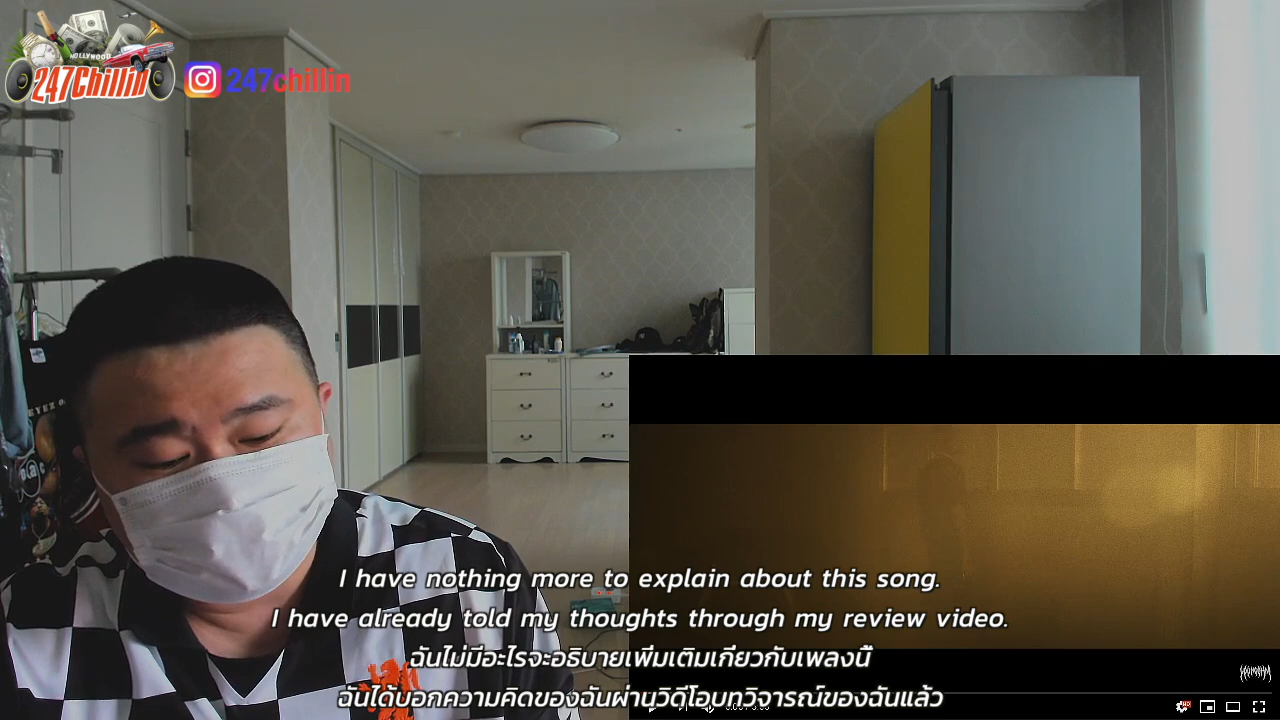 HOLLYWOOD
247Chillin
247chillin
I have nothing more to explain about this song.
I have already told my thoughts through my review video.
ฉันไม่มีอะไรจะอธิบายเพิ่มเติมเกี่ยวกับเพลงนี้
ฉันได้บอกความคิดของฉันผ่านวิดีโอบทวิจารณ์ของฉันแล้ว
HD